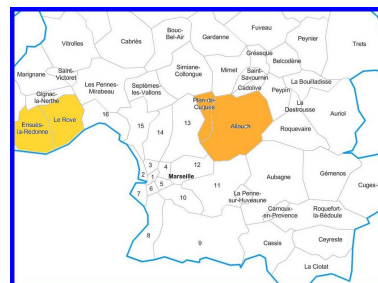 Bouc-
Bel-Air
Fuveau
Vitrolles
Cabriès
Gardanne
Peynier
Trets
Gréasque
Belcodène
Simiane-
Collongue
Mimet
Saint-
Savournin
Marignane
Saint-
Victoret
Les Pennes-
Mirabeau
Septèmes-
les-Vallons
Cadolive
Peypin
La Bouilladisse
Gignac-
la-Nerthe
Plan-de-
Cuques
La
Destrousse
Auriol
Ensuès-
la-Redonne
Le Rove
16
15
14
13
Allauch
Roquevaire
3
4
12
2
1
Marseille
6
5
7
11
10
Aubagne
Gémenos
Cuges-
La Penne-
sur-Huveaune
Carnoux-
en-Provence
Roquefort-
la-Bédoule
8
9
Cassis
Ceyreste
La Ciotat